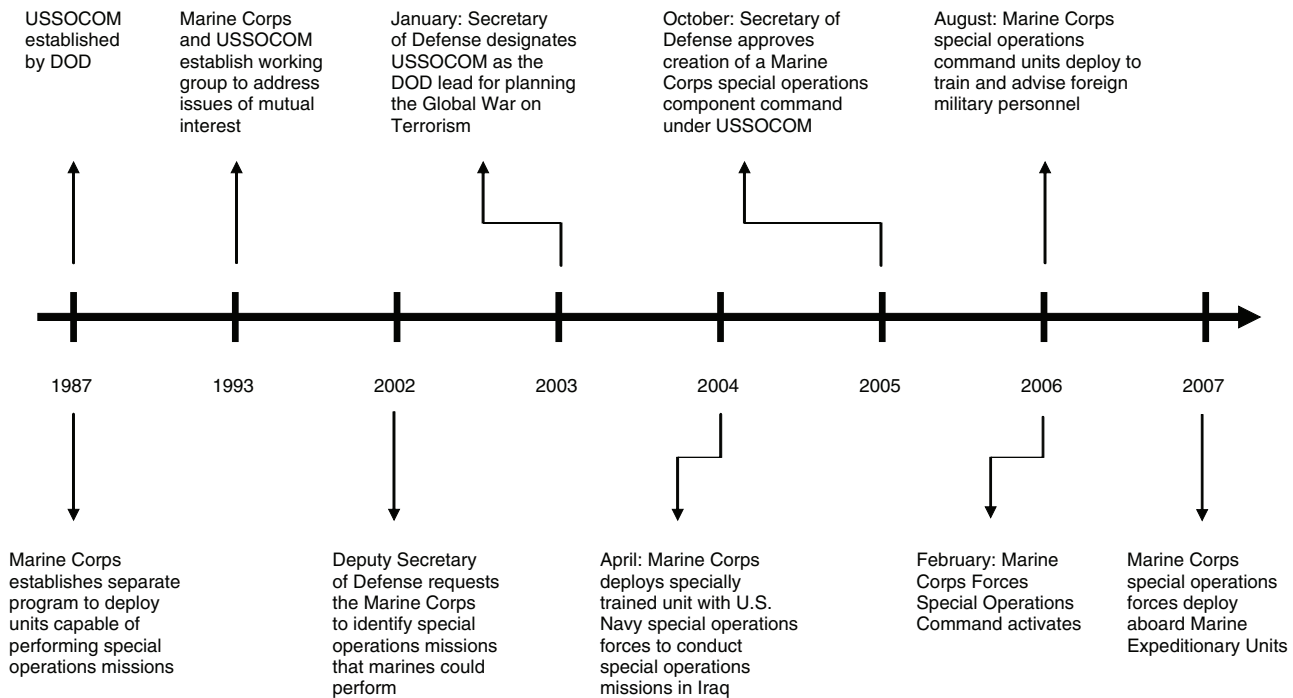 USSOCOM
established
by DOD
Marine Corps
and USSOCOM
establish working
group to address
issues of mutual
interest
January: Secretary
of Defense designates
USSOCOM as the
DOD lead for planning
the Global War on
Terrorism
October: Secretary of
Defense approves
creation of a Marine
Corps special operations
component command
under USSOCOM
August: Marine Corps
special operations
command units deploy to
train and advise foreign
military personnel
1987
1993
2002
2003
2004
2005
2006
2007
Marine Corps
establishes separate
program to deploy
units capable of
performing special
operations missions
Deputy Secretary
of Defense requests
the Marine Corps
to identify special
operations missions
that marines could
perform
April: Marine Corps
deploys specially
trained unit with U.S.
Navy special operations
forces to conduct
special operations
missions in Iraq
February: Marine
Corps Forces
Special Operations
Command activates
Marine Corps
special operations
forces deploy
aboard Marine
Expeditionary Units